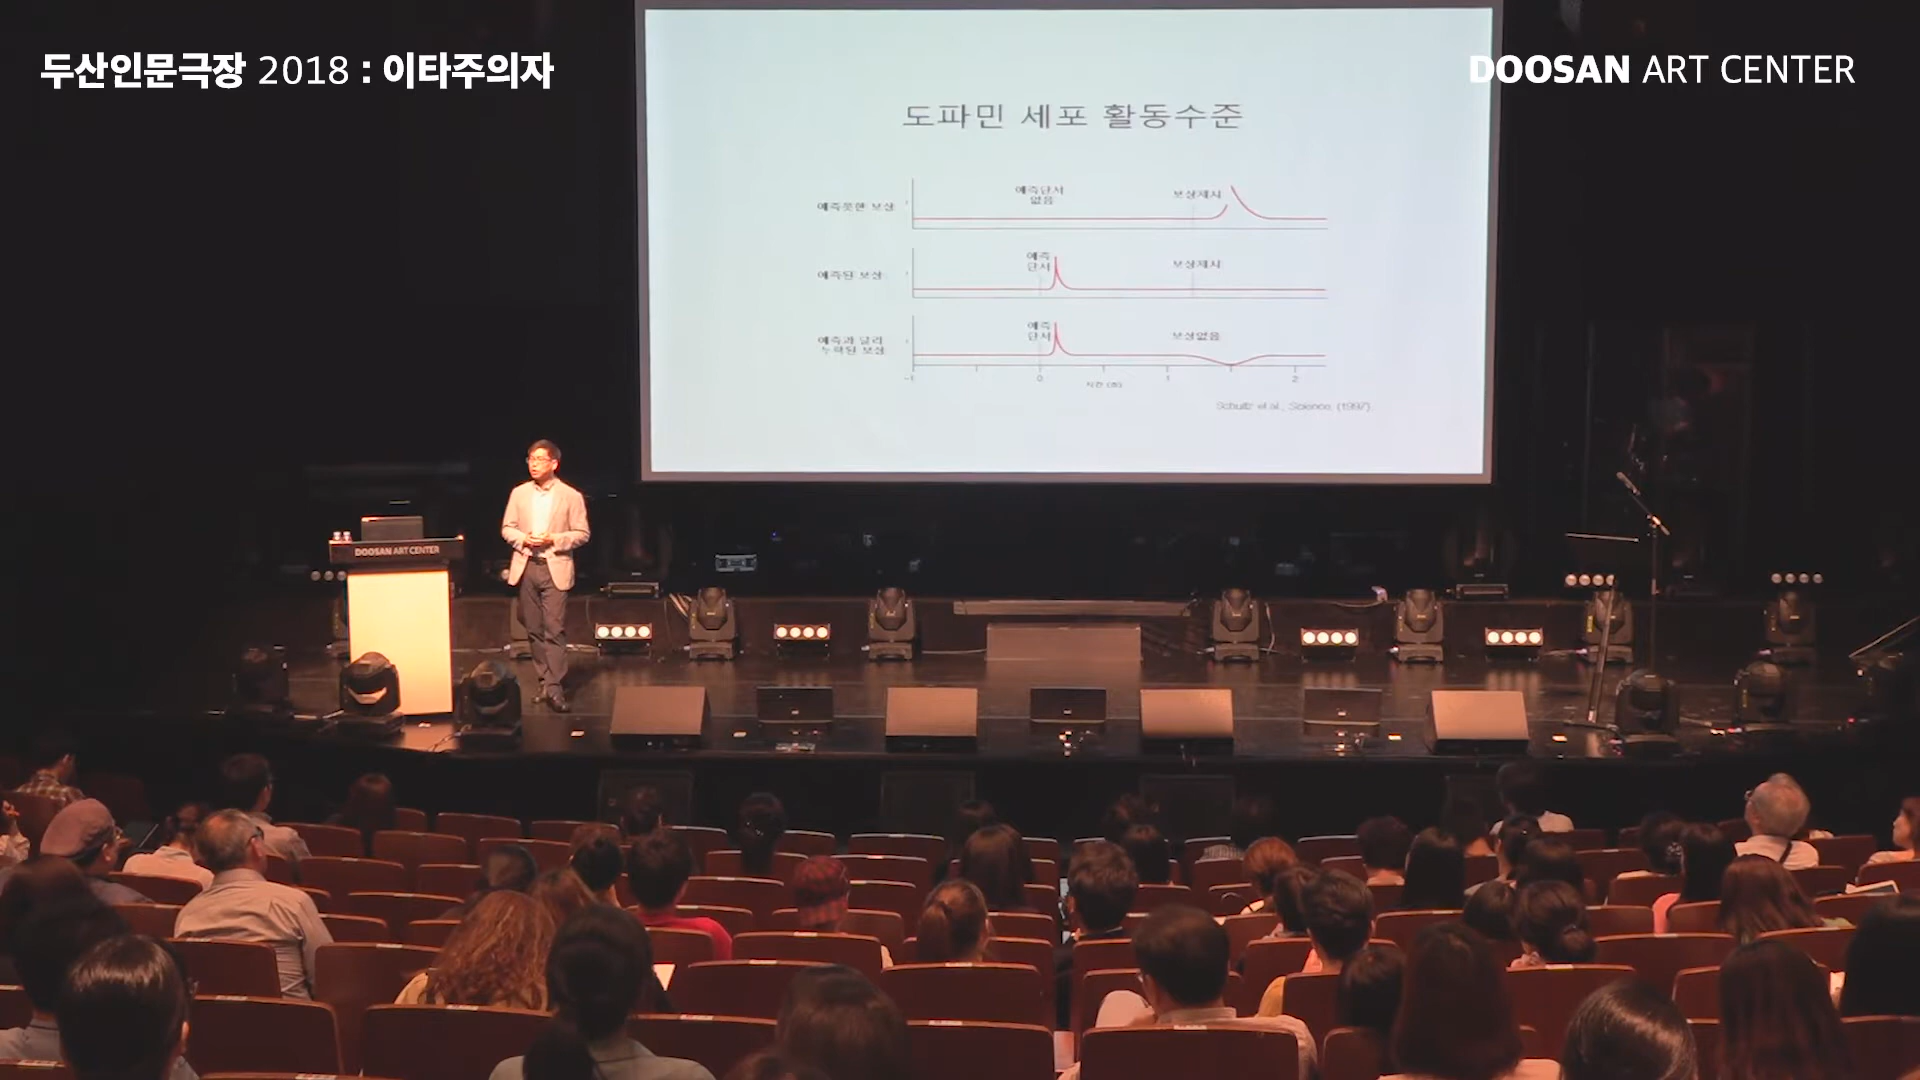 두산인문극장 2018 : 이타주의자
DOOSAN ART CENTER
도파민 세포 활동수준
예측못한 보상
예측단서
없음
보상제시
예측된 보상
예측
단서
보상제시
예측과 달리
누락된 보상
예측
단서
보상없음
-1 0 1 2
시간 (초)
Schultz et al., Science, (1997)
DOOSAN ART CENTER